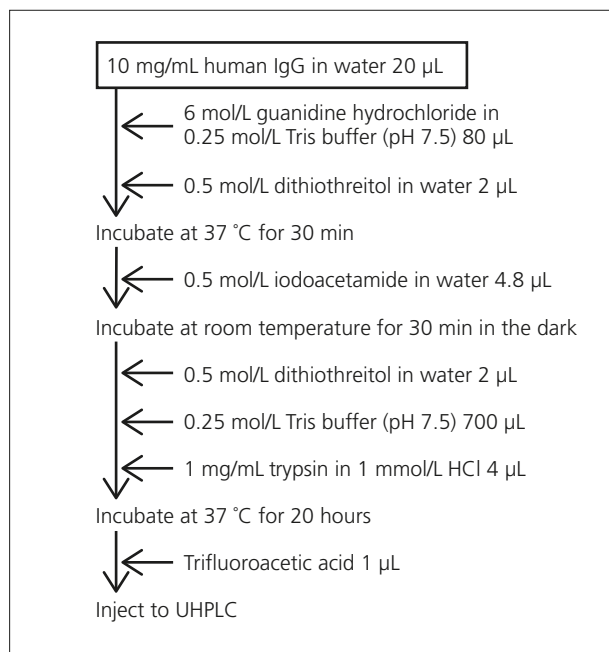 10 mg/mL human IgG in water 20 µL
6 mol/L guanidine hydrochloride in
0.25 mol/L Tris buffer (pH 7.5) 80 µL
0.5 mol/L dithiothreitol in water 2 µL
Incubate at 37 ˚C for 30 min
0.5 mol/L iodoacetamide in water 4.8 µL
Incubate at room temperature for 30 min in the dark
0.5 mol/L dithiothreitol in water 2 µL
0.25 mol/L Tris buffer (pH 7.5) 700 µL
1 mg/mL trypsin in 1 mmol/L HCl 4 µL
Incubate at 37 ˚C for 20 hours
Trifluoroacetic acid 1 µL
Inject to UHPLC